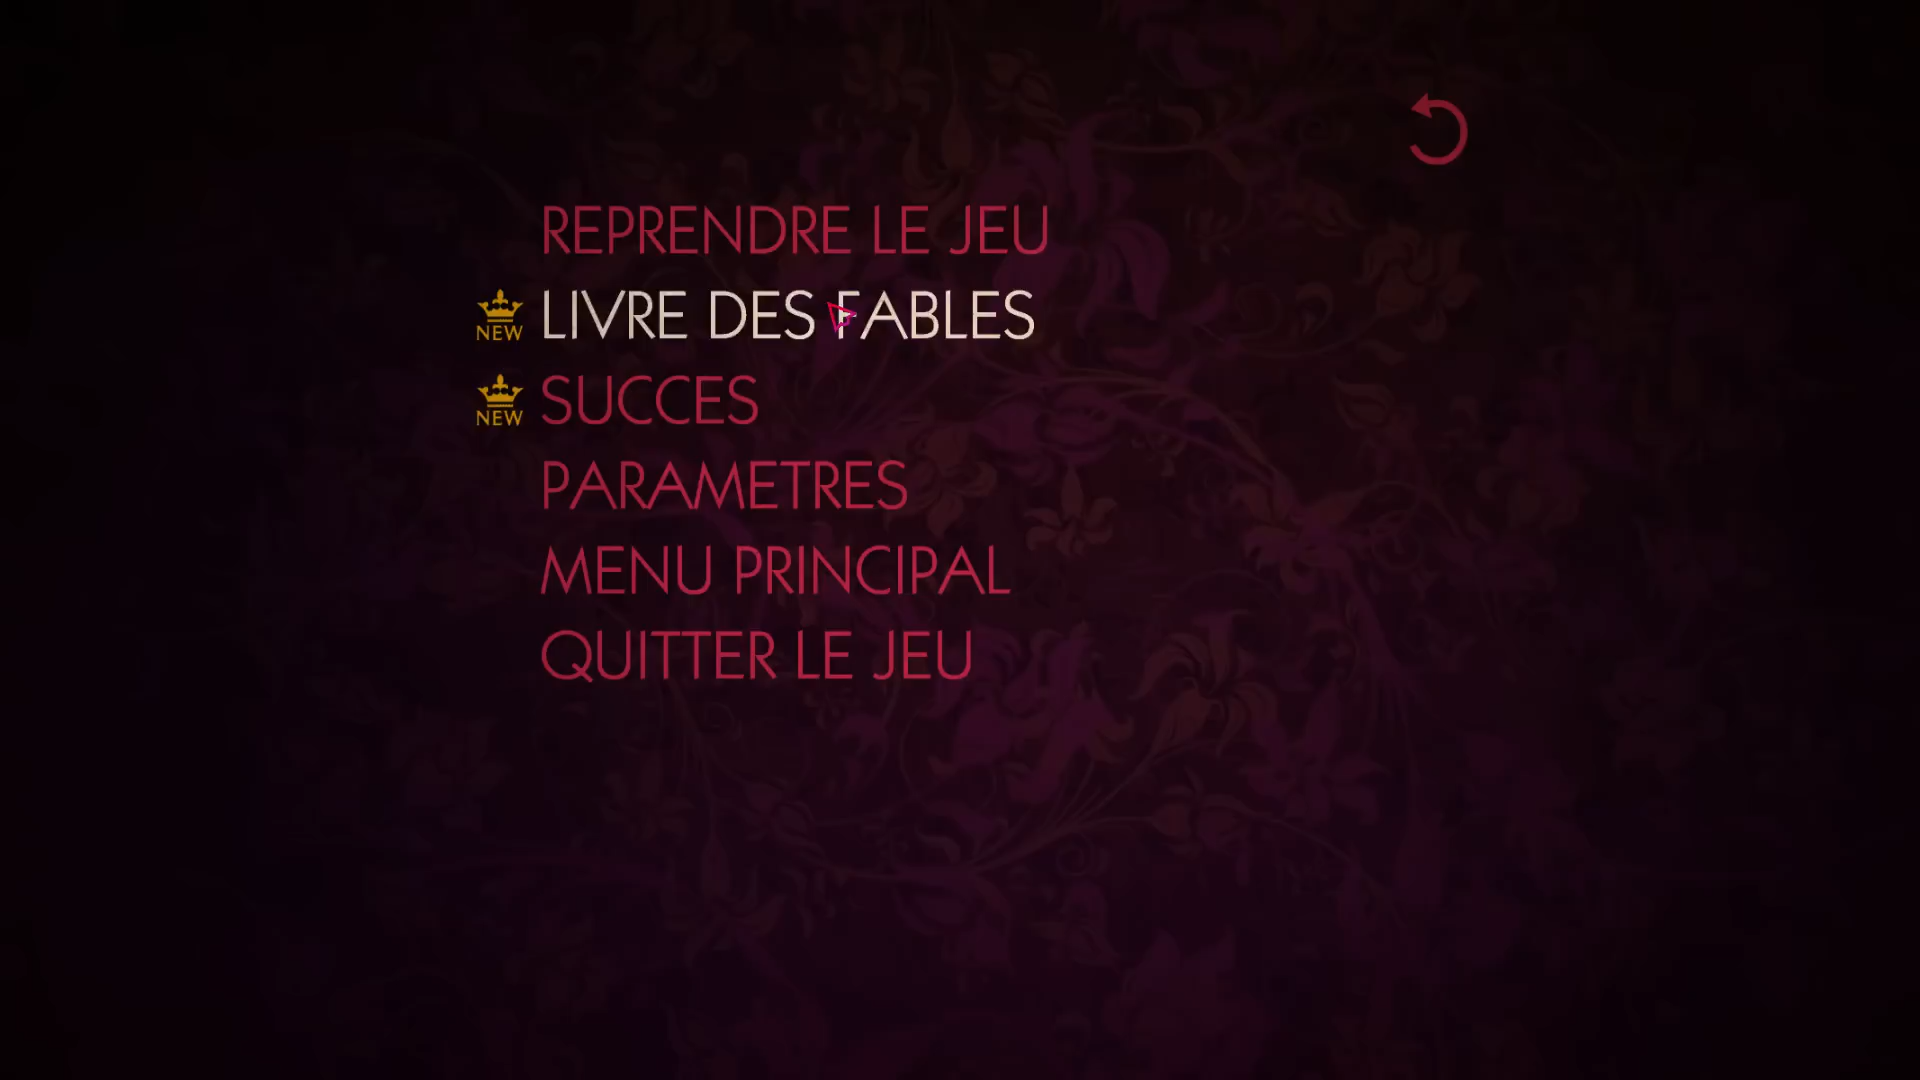 REPRENDRE LE JEU
NEW LIVRE DES FABLES
NEW SUCCES
PARAMETRES
MENU PRINCIPAL
QUITTER LE JEU